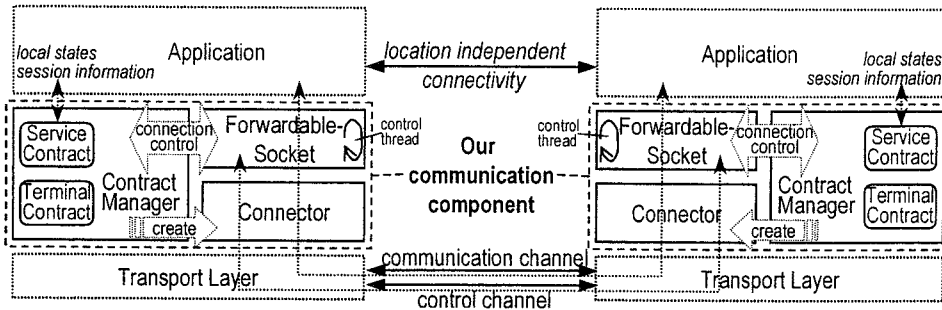 Application
location independent
connectivity
Application
local states
session information
local states
session information
Service
Contract
connection
control
Forwardable-
Socket
control
thread
Our
communication
component
control
thread
Forwardable-
Socket
connection
control
Service
Contract
Terminal
Contract
Contract
Manager
create
Connector
Connector
Contract
Manager
create
Terminal
Contract
Transport Layer
communication channel
control channel
Transport Layer